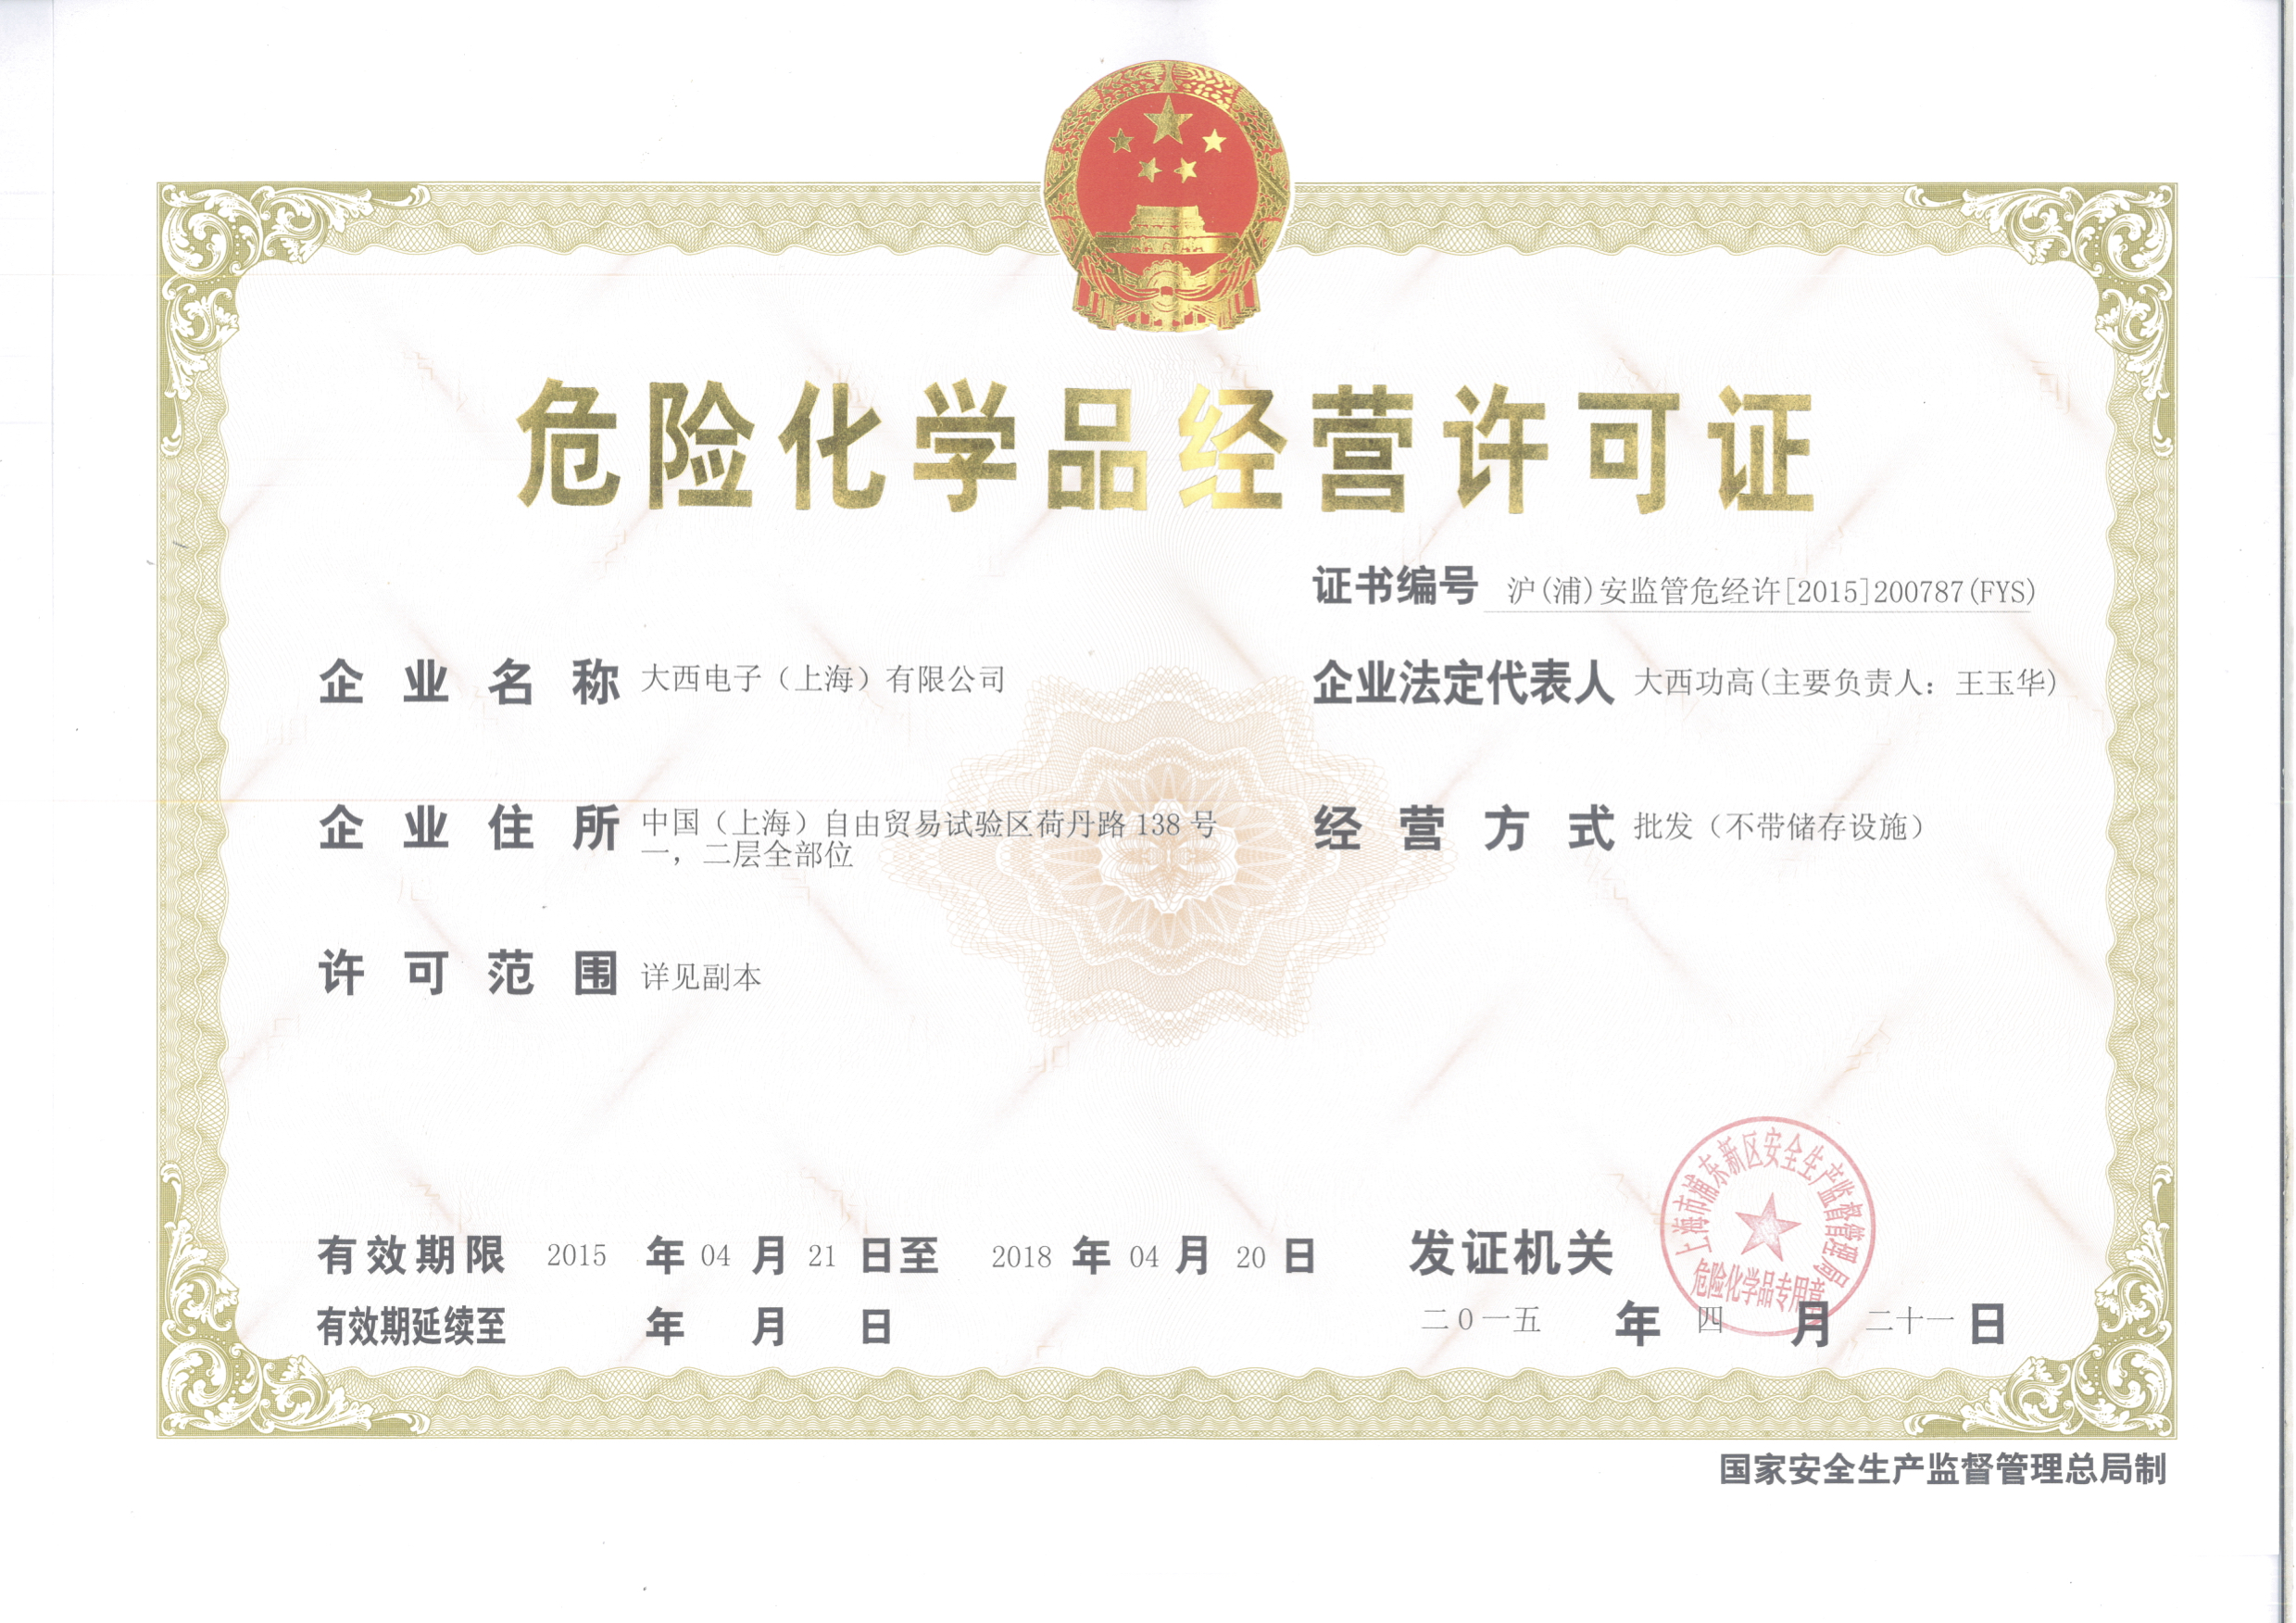 危险化学品经营许可证
证书编号 沪(浦)安监管危经许[2015]200787(FYS)
企业名称 大西电子（上海）有限公司
企业法定代表人 大西功高(主要负责人：王玉华)
企业住所 中国（上海）自由贸易试验区荷丹路 138 号
一，二层全部位
经营方式 批发（不带储存设施）
许可范围 详见副本
有效期限 2015 年 04 月 21 日至 2018 年 04 月 20 日
有效期延续至 年 月 日
发证机关
上海市浦东新区安全生产监督管理局
危险化学品专用章
二0一五 年 四 月 二十一 日
国家安全生产监督管理总局制